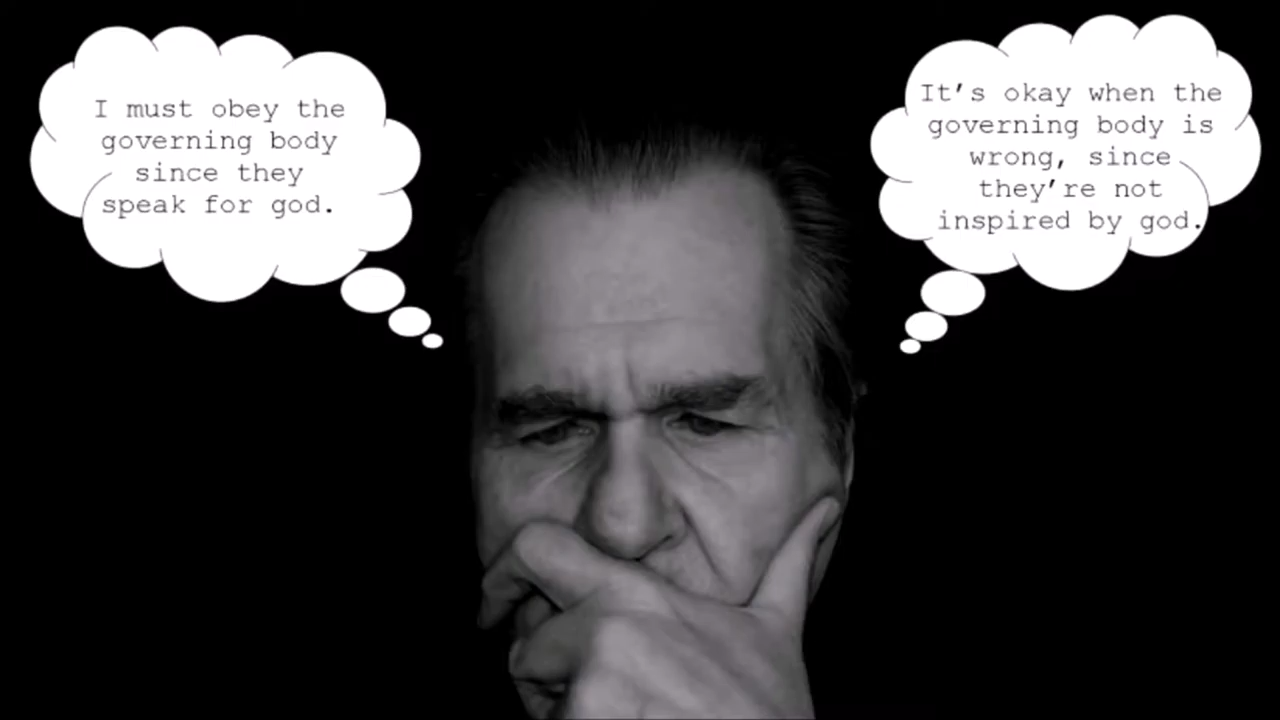 I must obey the
governing body
since they
speak for god.
It's okay when the
governing body is
wrong, since
they're not
inspired by god.